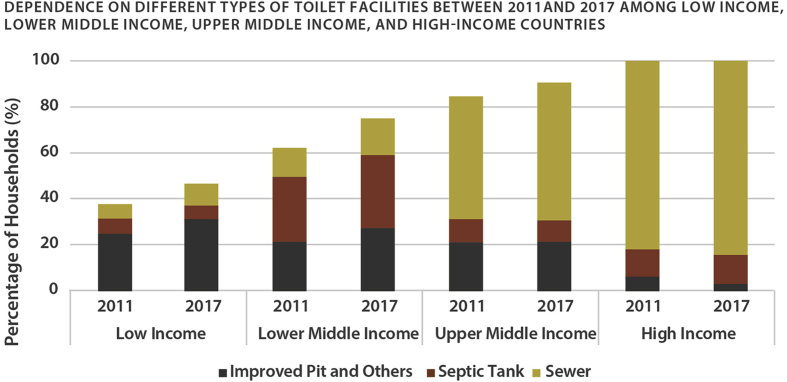 DEPENDENCE ON DIFFERENT TYPES OF TOILET FACILITIES BETWEEN 2011AND 2017 AMONG LOW INCOME,
LOWER MIDDLE INCOME, UPPER MIDDLE INCOME, AND HIGH-INCOME COUNTRIES
Percentage of Households (%)
100
80
60
40
20
0
2011 2017 2011 2017 2011 2017 2011 2017
Low Income Lower Middle Income Upper Middle Income High Income
Improved Pit and Others Septic Tank Sewer